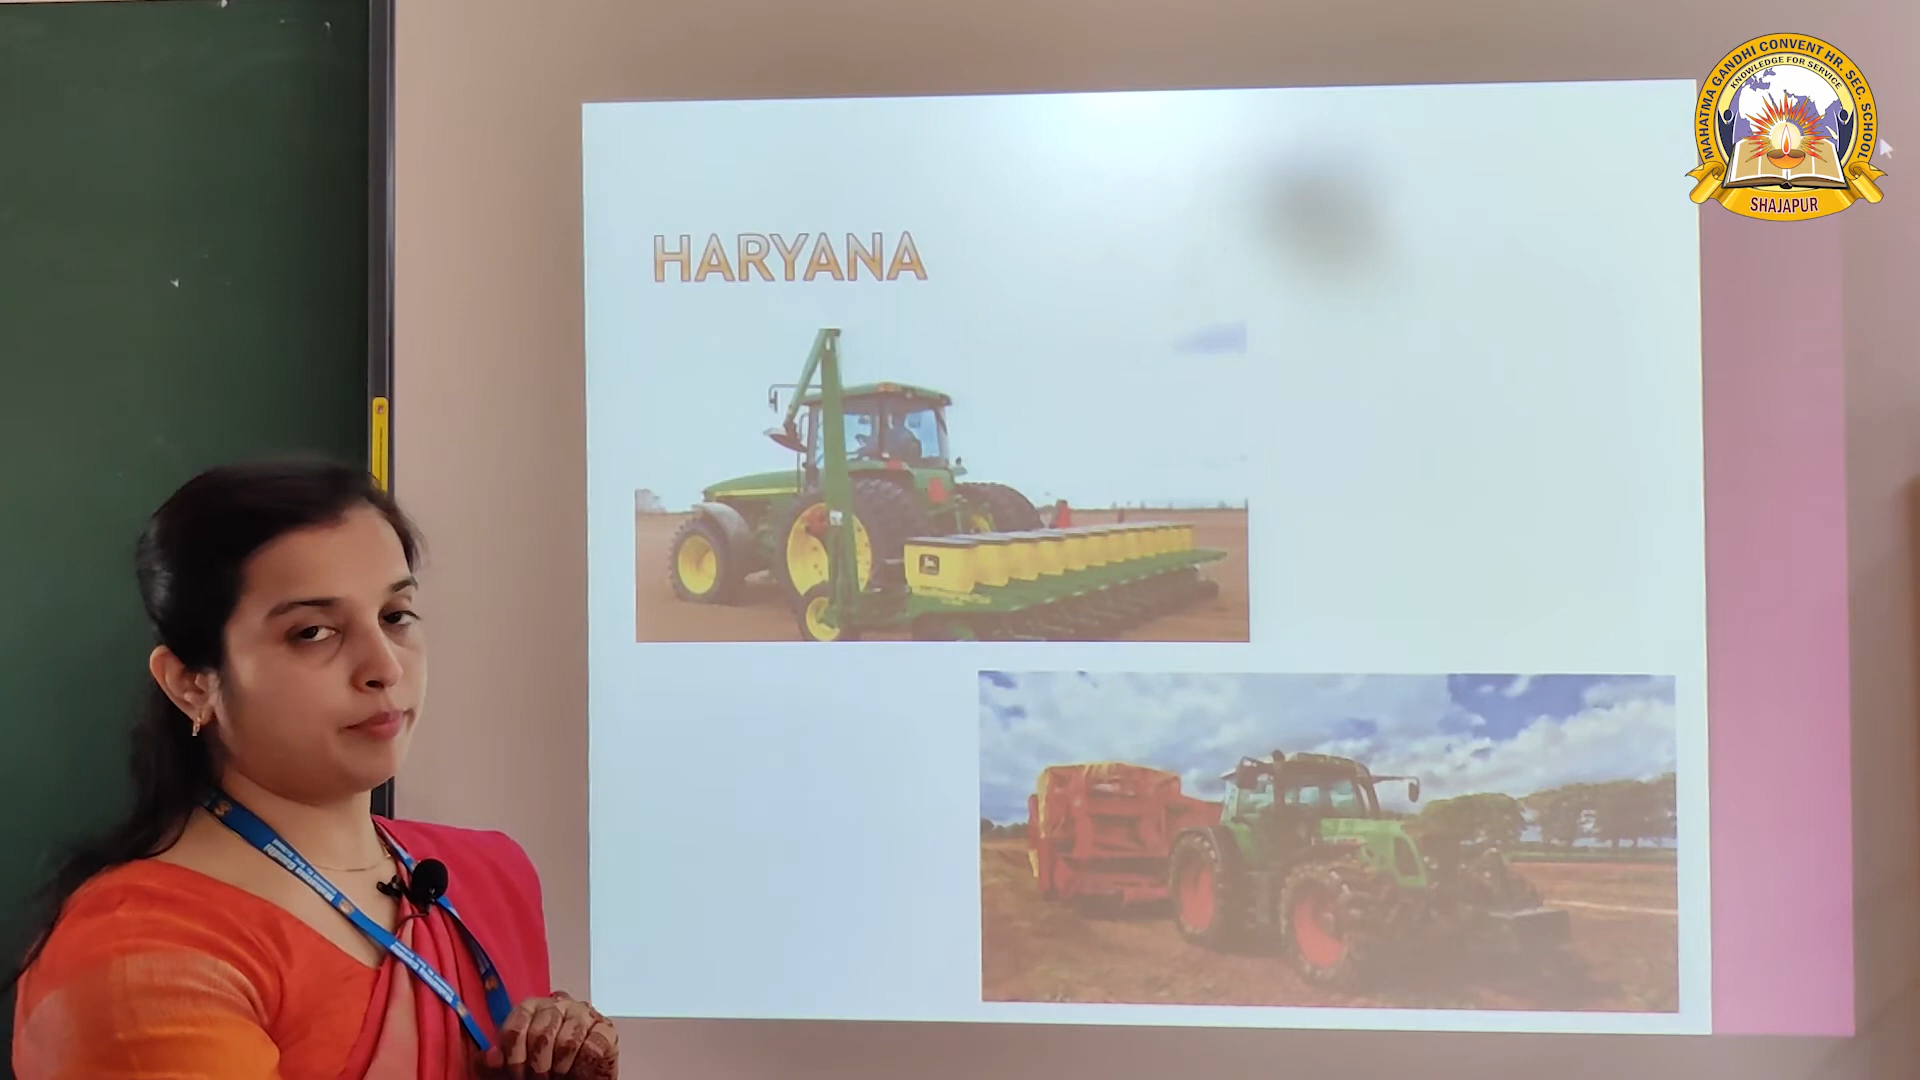 MAHATMA GANDHI CONVENT HR. SEC. SCHOOL
KNOWLEDGE FOR SERVICE
SHAJAPUR
HARYANA